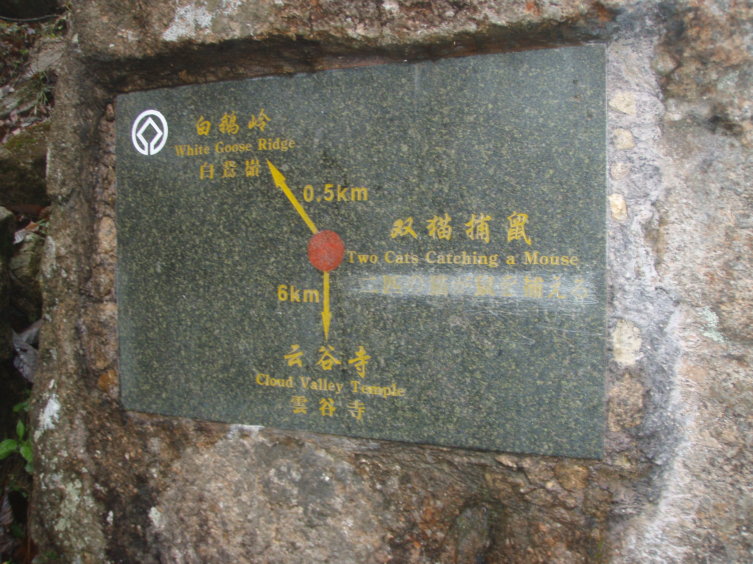 白鹅岭
White Goose Ridge
白鵞嶺
0.5km
双猫捕鼠
Two Cats Catching a Mouse
6km
云谷寺
Cloud Valley Temple
雲谷寺